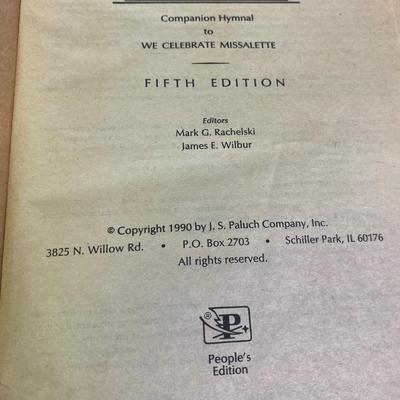 Companion Hymnal
to
WE CELEBRATE MISSALETTE
FIFTH EDITION
Editors
Mark G. Rachelski
James E. Wilbur
© Copyright 1990 by J. S. Paluch Company, Inc.
3825 N. Willow Rd. • P.O. Box 2703 • Schiller Park, IL 60176
All rights reserved.
® P
People's
Edition